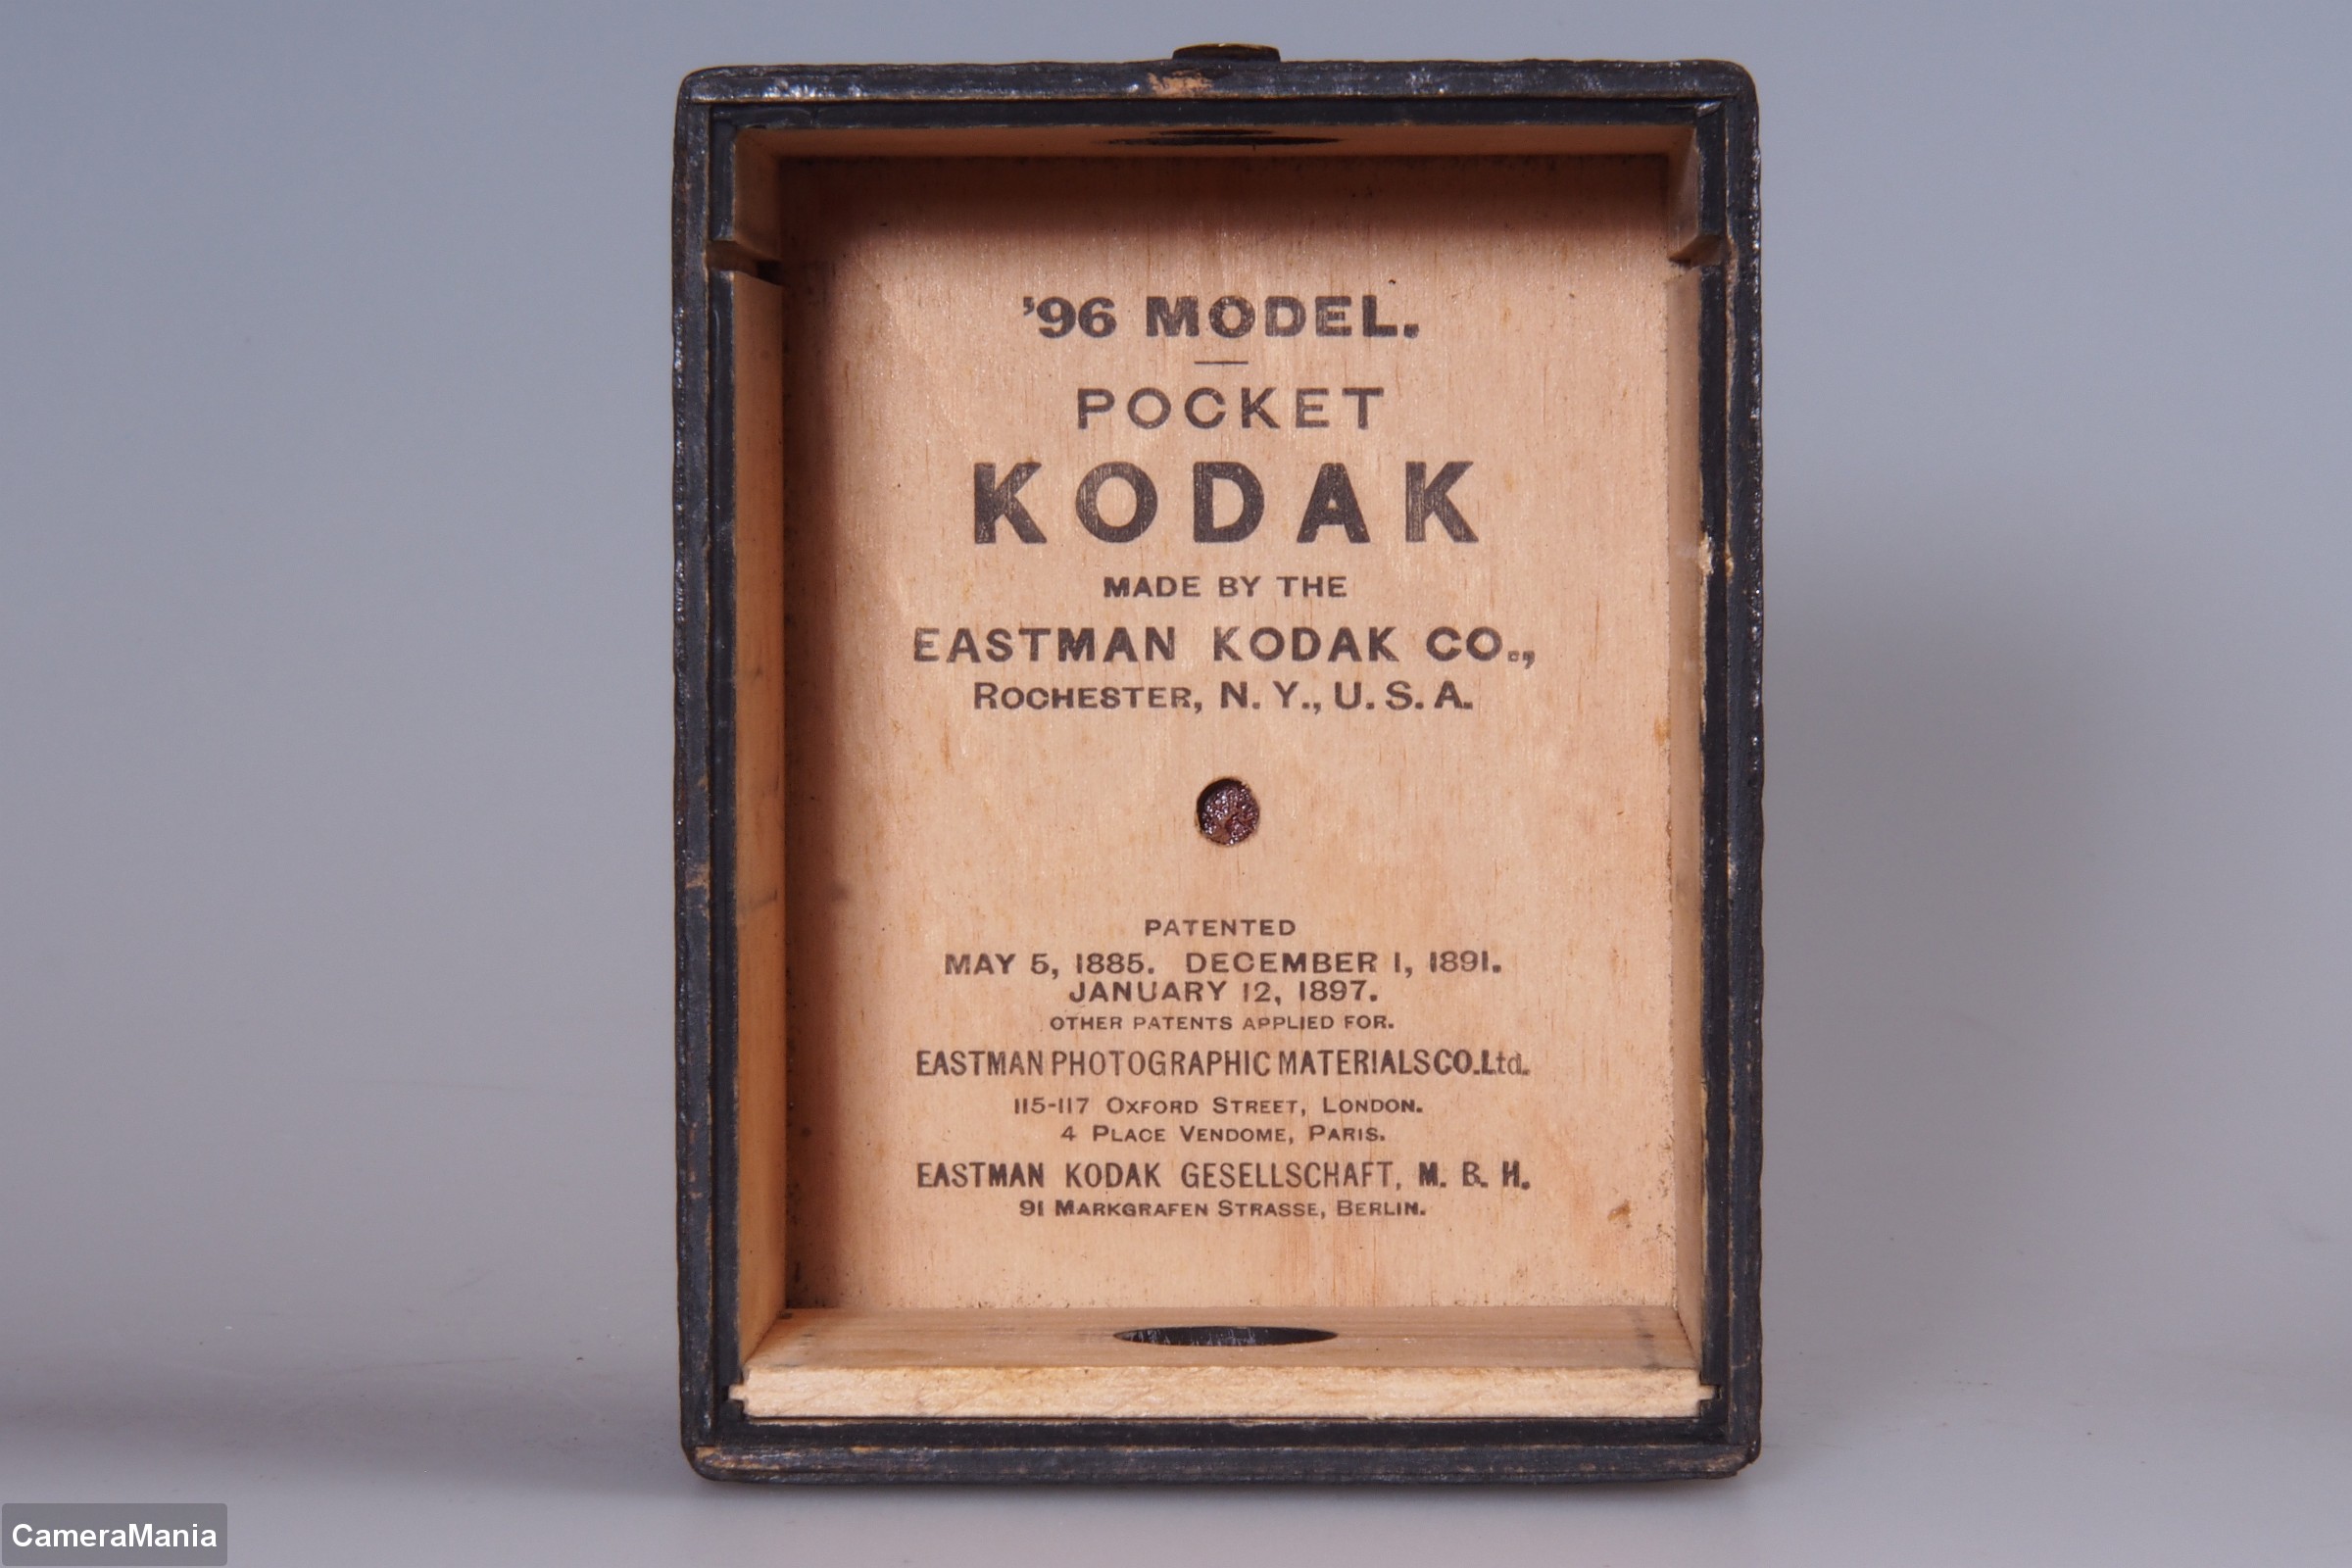 '96 MODEL.
POCKET
KODAK
MADE BY THE
EASTMAN KODAK CO.,
ROCHESTER, N. Y., U. S. A.
PATENTED
MAY 5, 1885. DECEMBER 1, 1891.
JANUARY 12, 1897.
OTHER PATENTS APPLIED FOR.
EASTMAN PHOTOGRAPHIC MATERIALS CO. Ltd.
115-117 OXFORD STREET, LONDON.
4 PLACE VENDOME, PARIS.
EASTMAN KODAK GESELLSCHAFT, M. B. H.
91 MARKGRAFEN STRASSE, BERLIN.
CameraMania